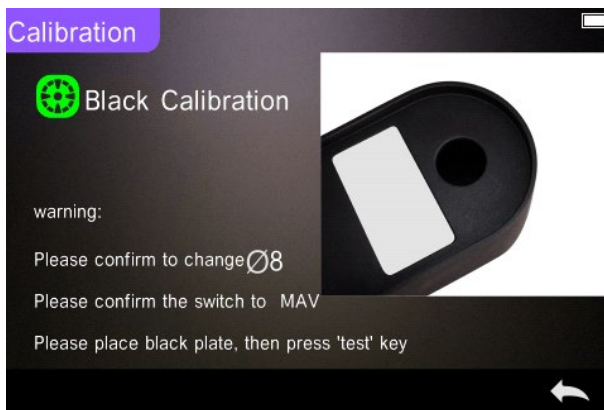 Calibration
Black Calibration
warning:
Please confirm to change Ø8
Please confirm the switch to MAV
Please place black plate, then press 'test' key